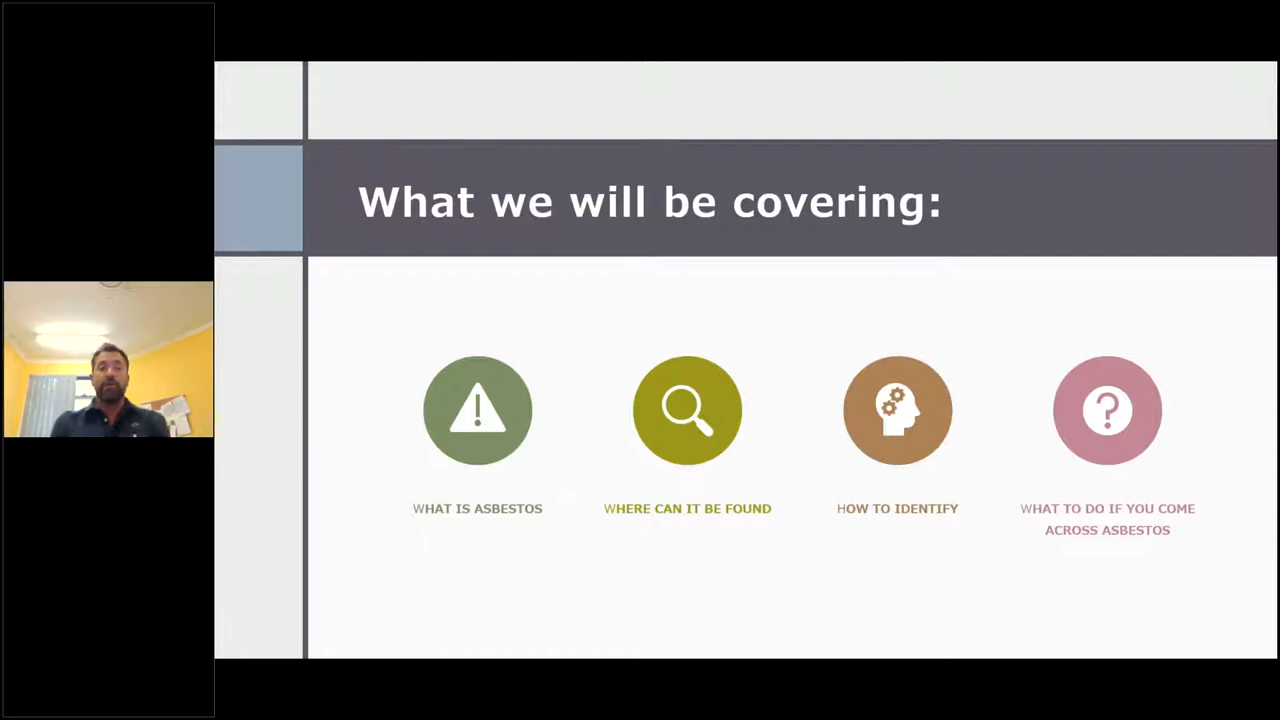 What we will be covering:
WHAT IS ASBESTOS
WHERE CAN IT BE FOUND
HOW TO IDENTIFY
WHAT TO DO IF YOU COME
ACROSS ASBESTOS